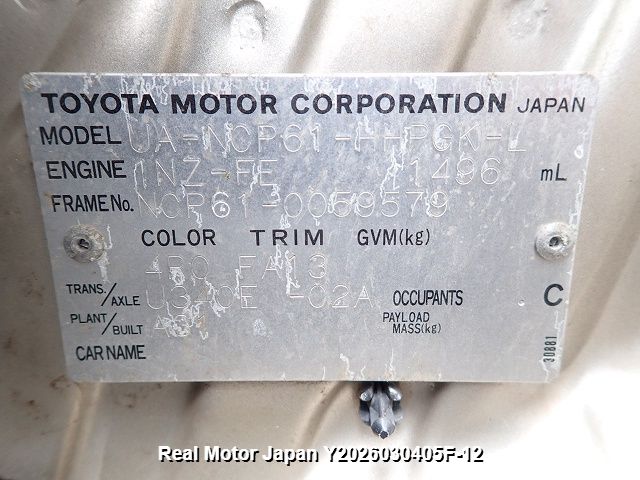 TOYOTA MOTOR CORPORATION JAPAN
MODEL UA-NCP61-HHPGK-L
ENGINE 1NZ-FE 1496 mL
FRAME No. NCP61-0059579
COLOR TRIM GVM(kg)
FA13
TRANS./AXLE -02A OCCUPANTS C
PLANT/BUILT PAYLOAD MASS(kg)
CAR NAME
30881
Real Motor Japan Y2026030405F-12